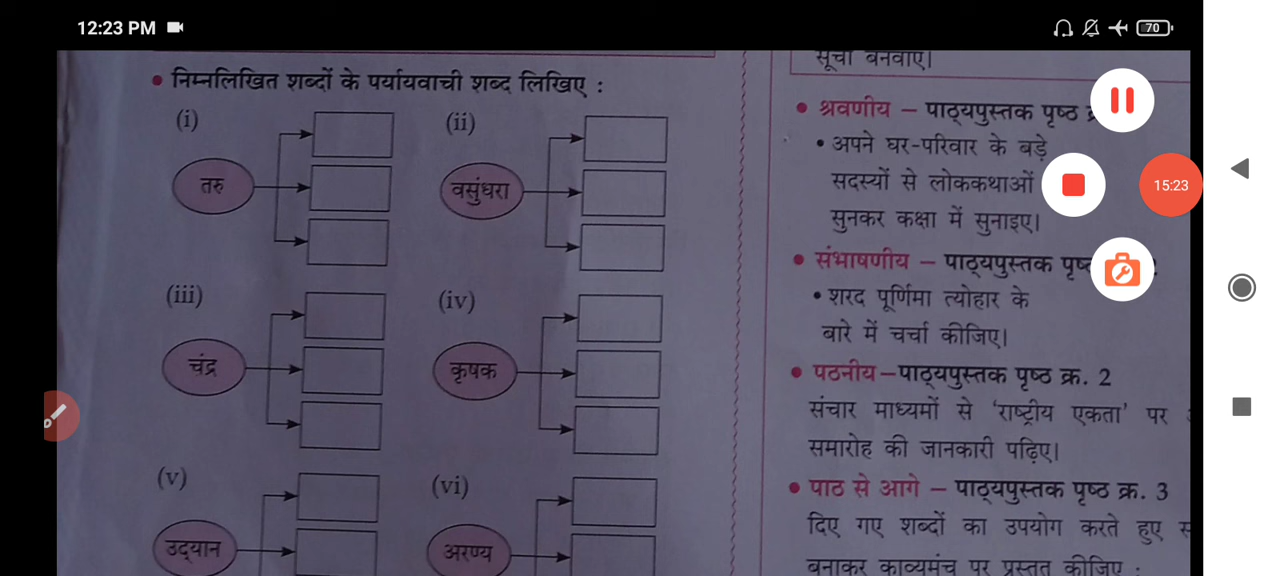 12:23 PM
70
• निम्नलिखित शब्दों के पर्यायवाची शब्द लिखिए :
(i)
तरु
(ii)
वसुंधरा
(iii)
चंद्र
(iv)
कृषक
(v)
उद्‌यान
(vi)
अरण्य
सूची बनवाए।
• श्रवणीय – पाठ्यपुस्तक पृष्ठ
• अपने घर-परिवार के बड़े
सदस्यों से लोककथाओं
सुनकर कक्षा में सुनाइए।
• संभाषणीय – पाठ्यपुस्तक
• शरद पूर्णिमा त्योहार के
बारे में चर्चा कीजिए।
• पठनीय – पाठ्यपुस्तक पृष्ठ क्र. 2
संचार माध्यमों से ‘राष्ट्रीय एकता’ पर
समारोह की जानकारी पढ़िए।
• पाठ से आगे – पाठ्यपुस्तक पृष्ठ क्र. 3
दिए गए शब्दों का उपयोग करते हुए
बनाकर काव्यमंच पर प्रस्तुत कीजिए :
15:23